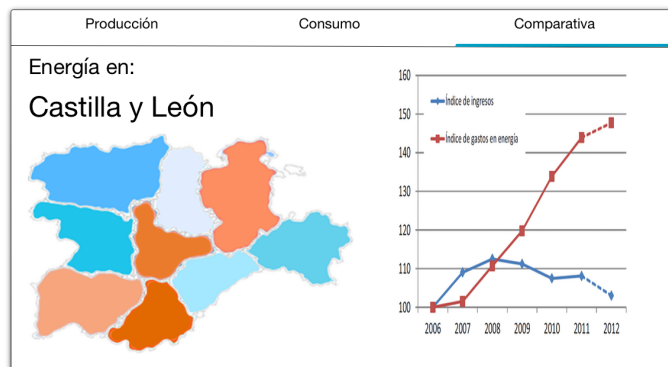 Producción
Consumo
Comparativa
Energía en:
Castilla y León
160
150
140
130
120
110
100
Índice de ingresos
Índice de gastos en energía
2006 2007 2008 2009 2010 2011 2012